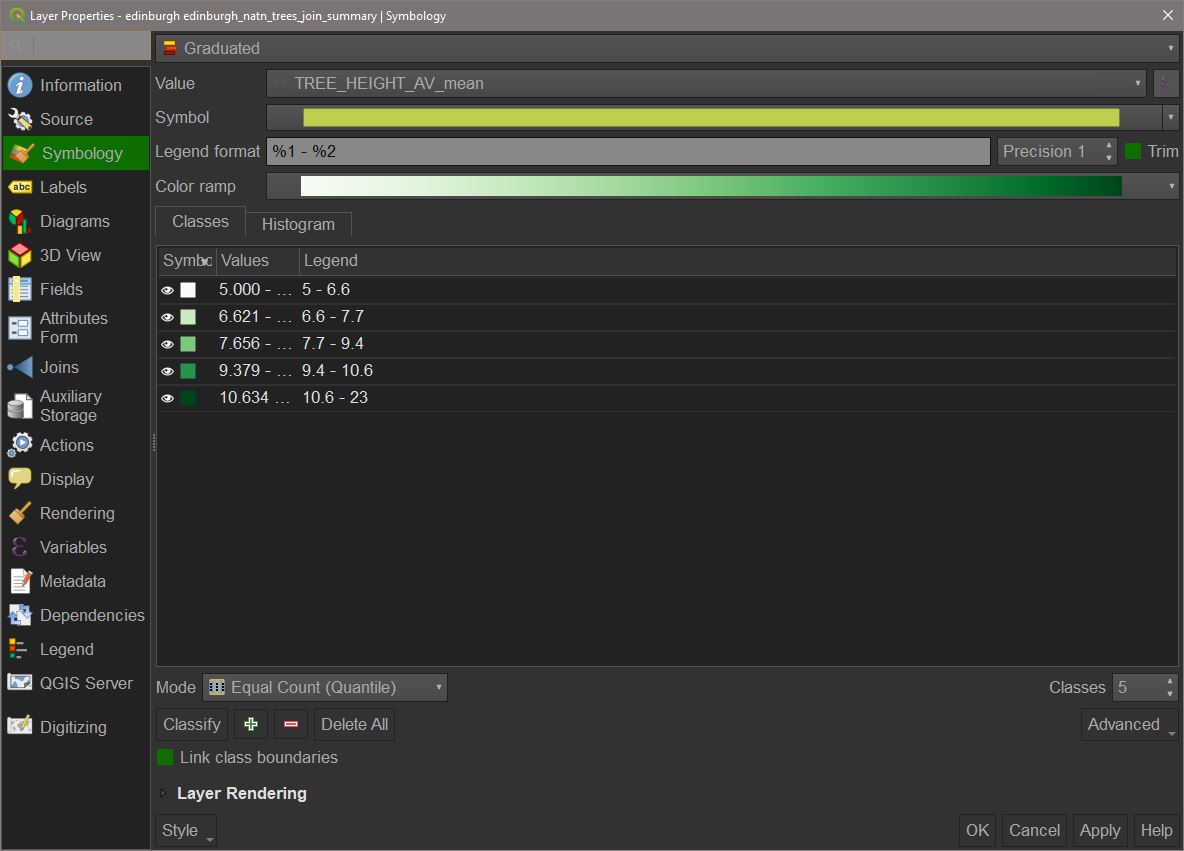 Layer Properties - edinburgh edinburgh_natn_trees_join_summary | Symbology
Graduated
Information
Source
Symbology
Labels
Diagrams
3D View
Fields
Attributes
Form
Joins
Auxiliary
Storage
Actions
Display
Rendering
Variables
Metadata
Dependencies
Legend
QGIS Server
Digitizing
abc
Value
TREE_HEIGHT_AV_mean
Symbol
Legend format %1 - %2 Precision 1 Trim
Color ramp
Classes Histogram
Symbc Values Legend
5.000 - ... 5 - 6.6
6.621 - ... 6.6 - 7.7
7.656 - ... 7.7 - 9.4
9.379 - ... 9.4 - 10.6
10.634 ... 10.6 - 23
Mode Equal Count (Quantile) Classes 5
Classify Delete All Advanced
Link class boundaries
Layer Rendering
Style OK Cancel Apply Help